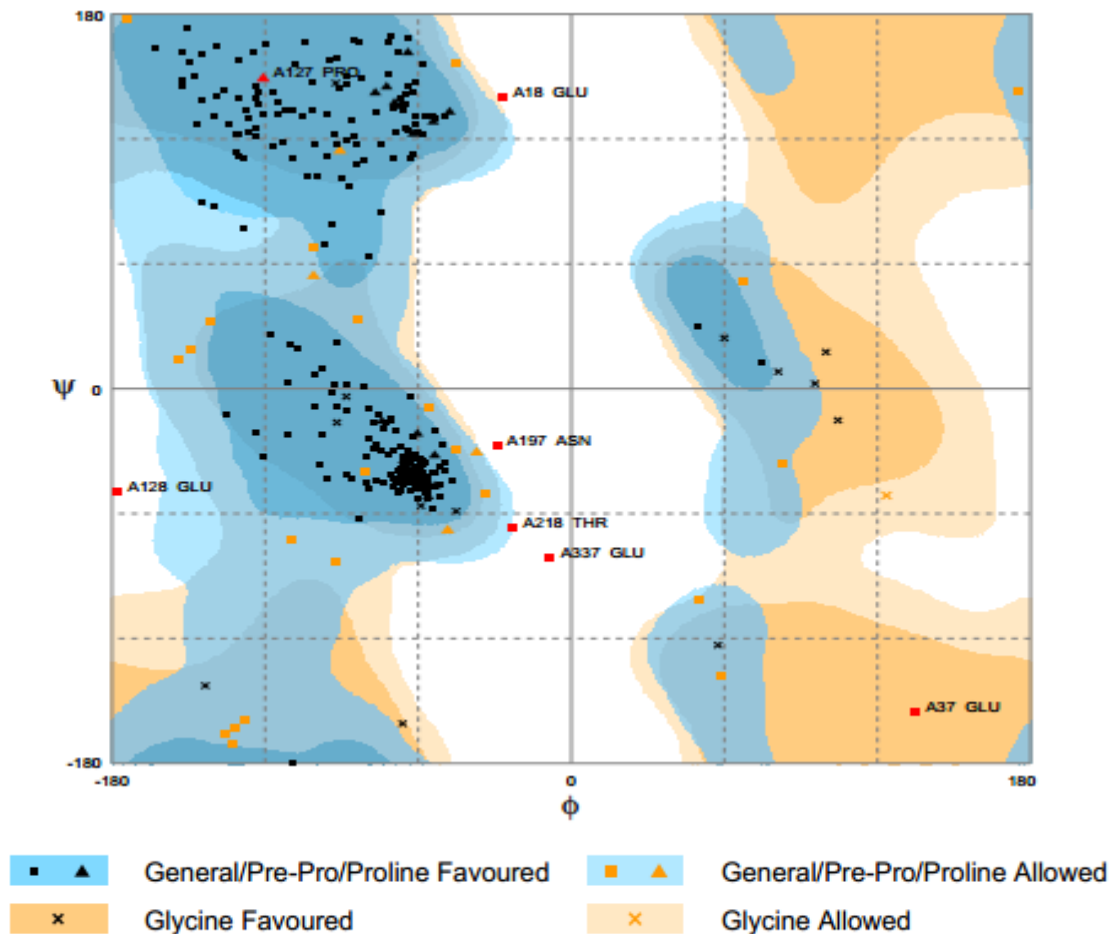 180
A127 PRO
A18 GLU
ψ 0
A197 ASN
A128 GLU
A218 THR
A337 GLU
A37 GLU
-180
-180 0 180
ϕ
General/Pre-Pro/Proline Favoured General/Pre-Pro/Proline Allowed
Glycine Favoured Glycine Allowed